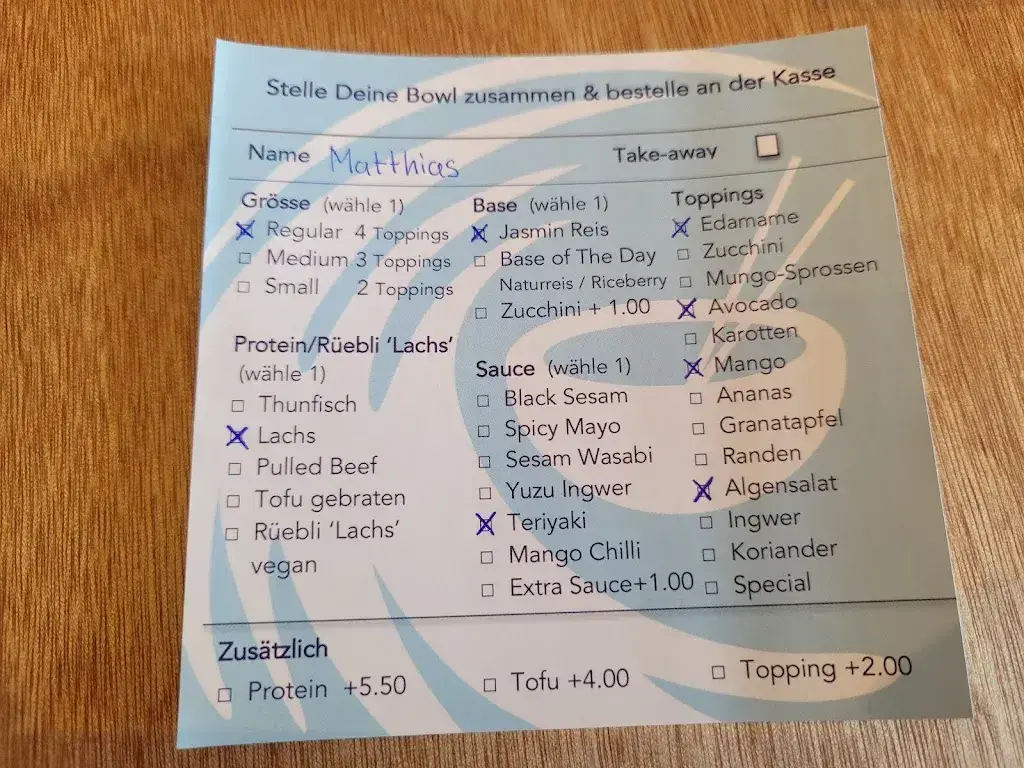 Stelle Deine Bowl zusammen & bestelle an der Kasse
Name Matthias Take-away ☐
Grösse (wähle 1)
☒ Regular 4 Toppings
☐ Medium 3 Toppings
☐ Small 2 Toppings
Protein/Rüebli ‘Lachs’
(wähle 1)
☐ Thunfisch
☒ Lachs
☐ Pulled Beef
☐ Tofu gebraten
☐ Rüebli ‘Lachs’
vegan
Base (wähle 1)
☒ Jasmin Reis
☐ Base of The Day
Naturreis / Riceberry
☐ Zucchini + 1.00
Sauce (wähle 1)
☐ Black Sesam
☐ Spicy Mayo
☐ Sesam Wasabi
☐ Yuzu Ingwer
☒ Teriyaki
☐ Mango Chilli
☐ Extra Sauce+1.00
Toppings
☒ Edamame
☐ Zucchini
☐ Mungo-Sprossen
☒ Avocado
☐ Karotten
☒ Mango
☐ Ananas
☐ Granatapfel
☐ Randen
☒ Algensalat
☐ Ingwer
☐ Koriander
☐ Special
Zusätzlich
☐ Protein +5.50 ☐ Tofu +4.00 ☐ Topping +2.00